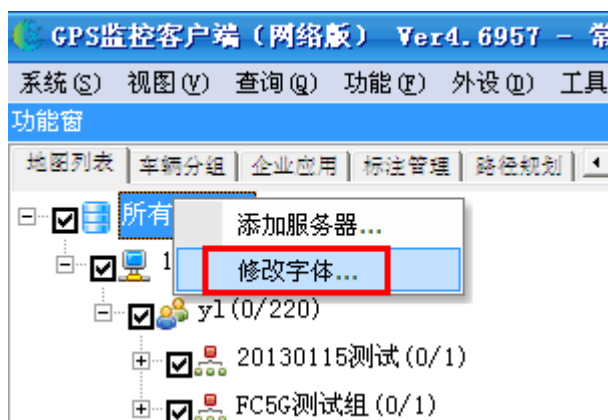 GPS监控客户端（网络版） Ver4.6957 - 常
系统(S) 视图(V) 查询(Q) 功能(F) 外设(D) 工具
功能窗
地图列表 车辆分组 企业应用 标注管理 路径规划
所有
添加服务器...
1
修改字体...
yl(0/220)
20130115测试(0/1)
FC5G测试组(0/1)